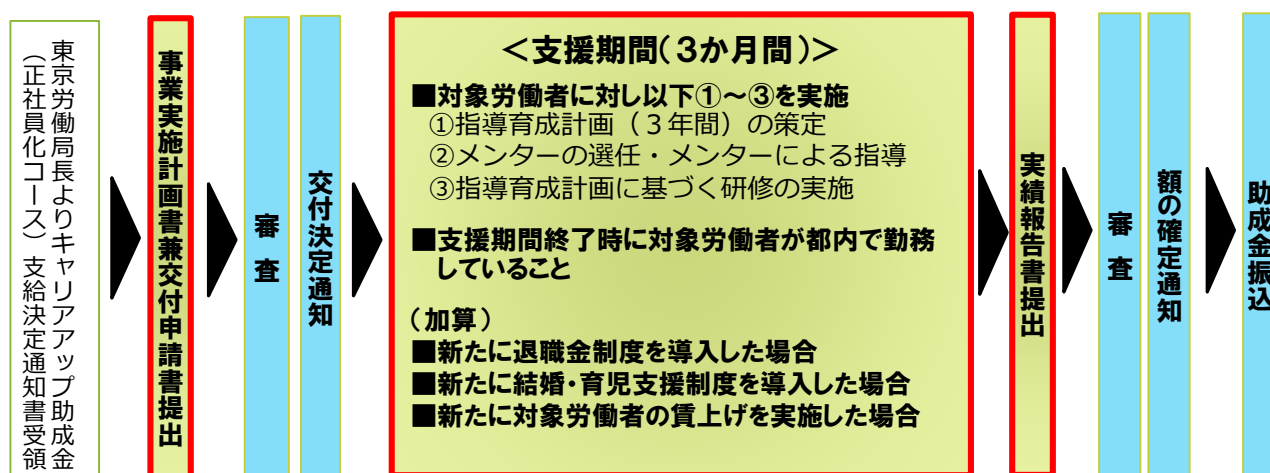 東京労働局長よりキャリアアップ助成金
（正社員化コース）支給決定通知書受領
事業実施計画書兼交付申請書提出
審査
交付決定通知
＜支援期間（３か月間）＞
■対象労働者に対し以下①～③を実施
①指導育成計画（３年間）の策定
②メンターの選任・メンターによる指導
③指導育成計画に基づく研修の実施
■支援期間終了時に対象労働者が都内で勤務
していること
（加算）
■新たに退職金制度を導入した場合
■新たに結婚・育児支援制度を導入した場合
■新たに対象労働者の賃上げを実施した場合
実績報告書提出
審査
額の確定通知
助成金振込